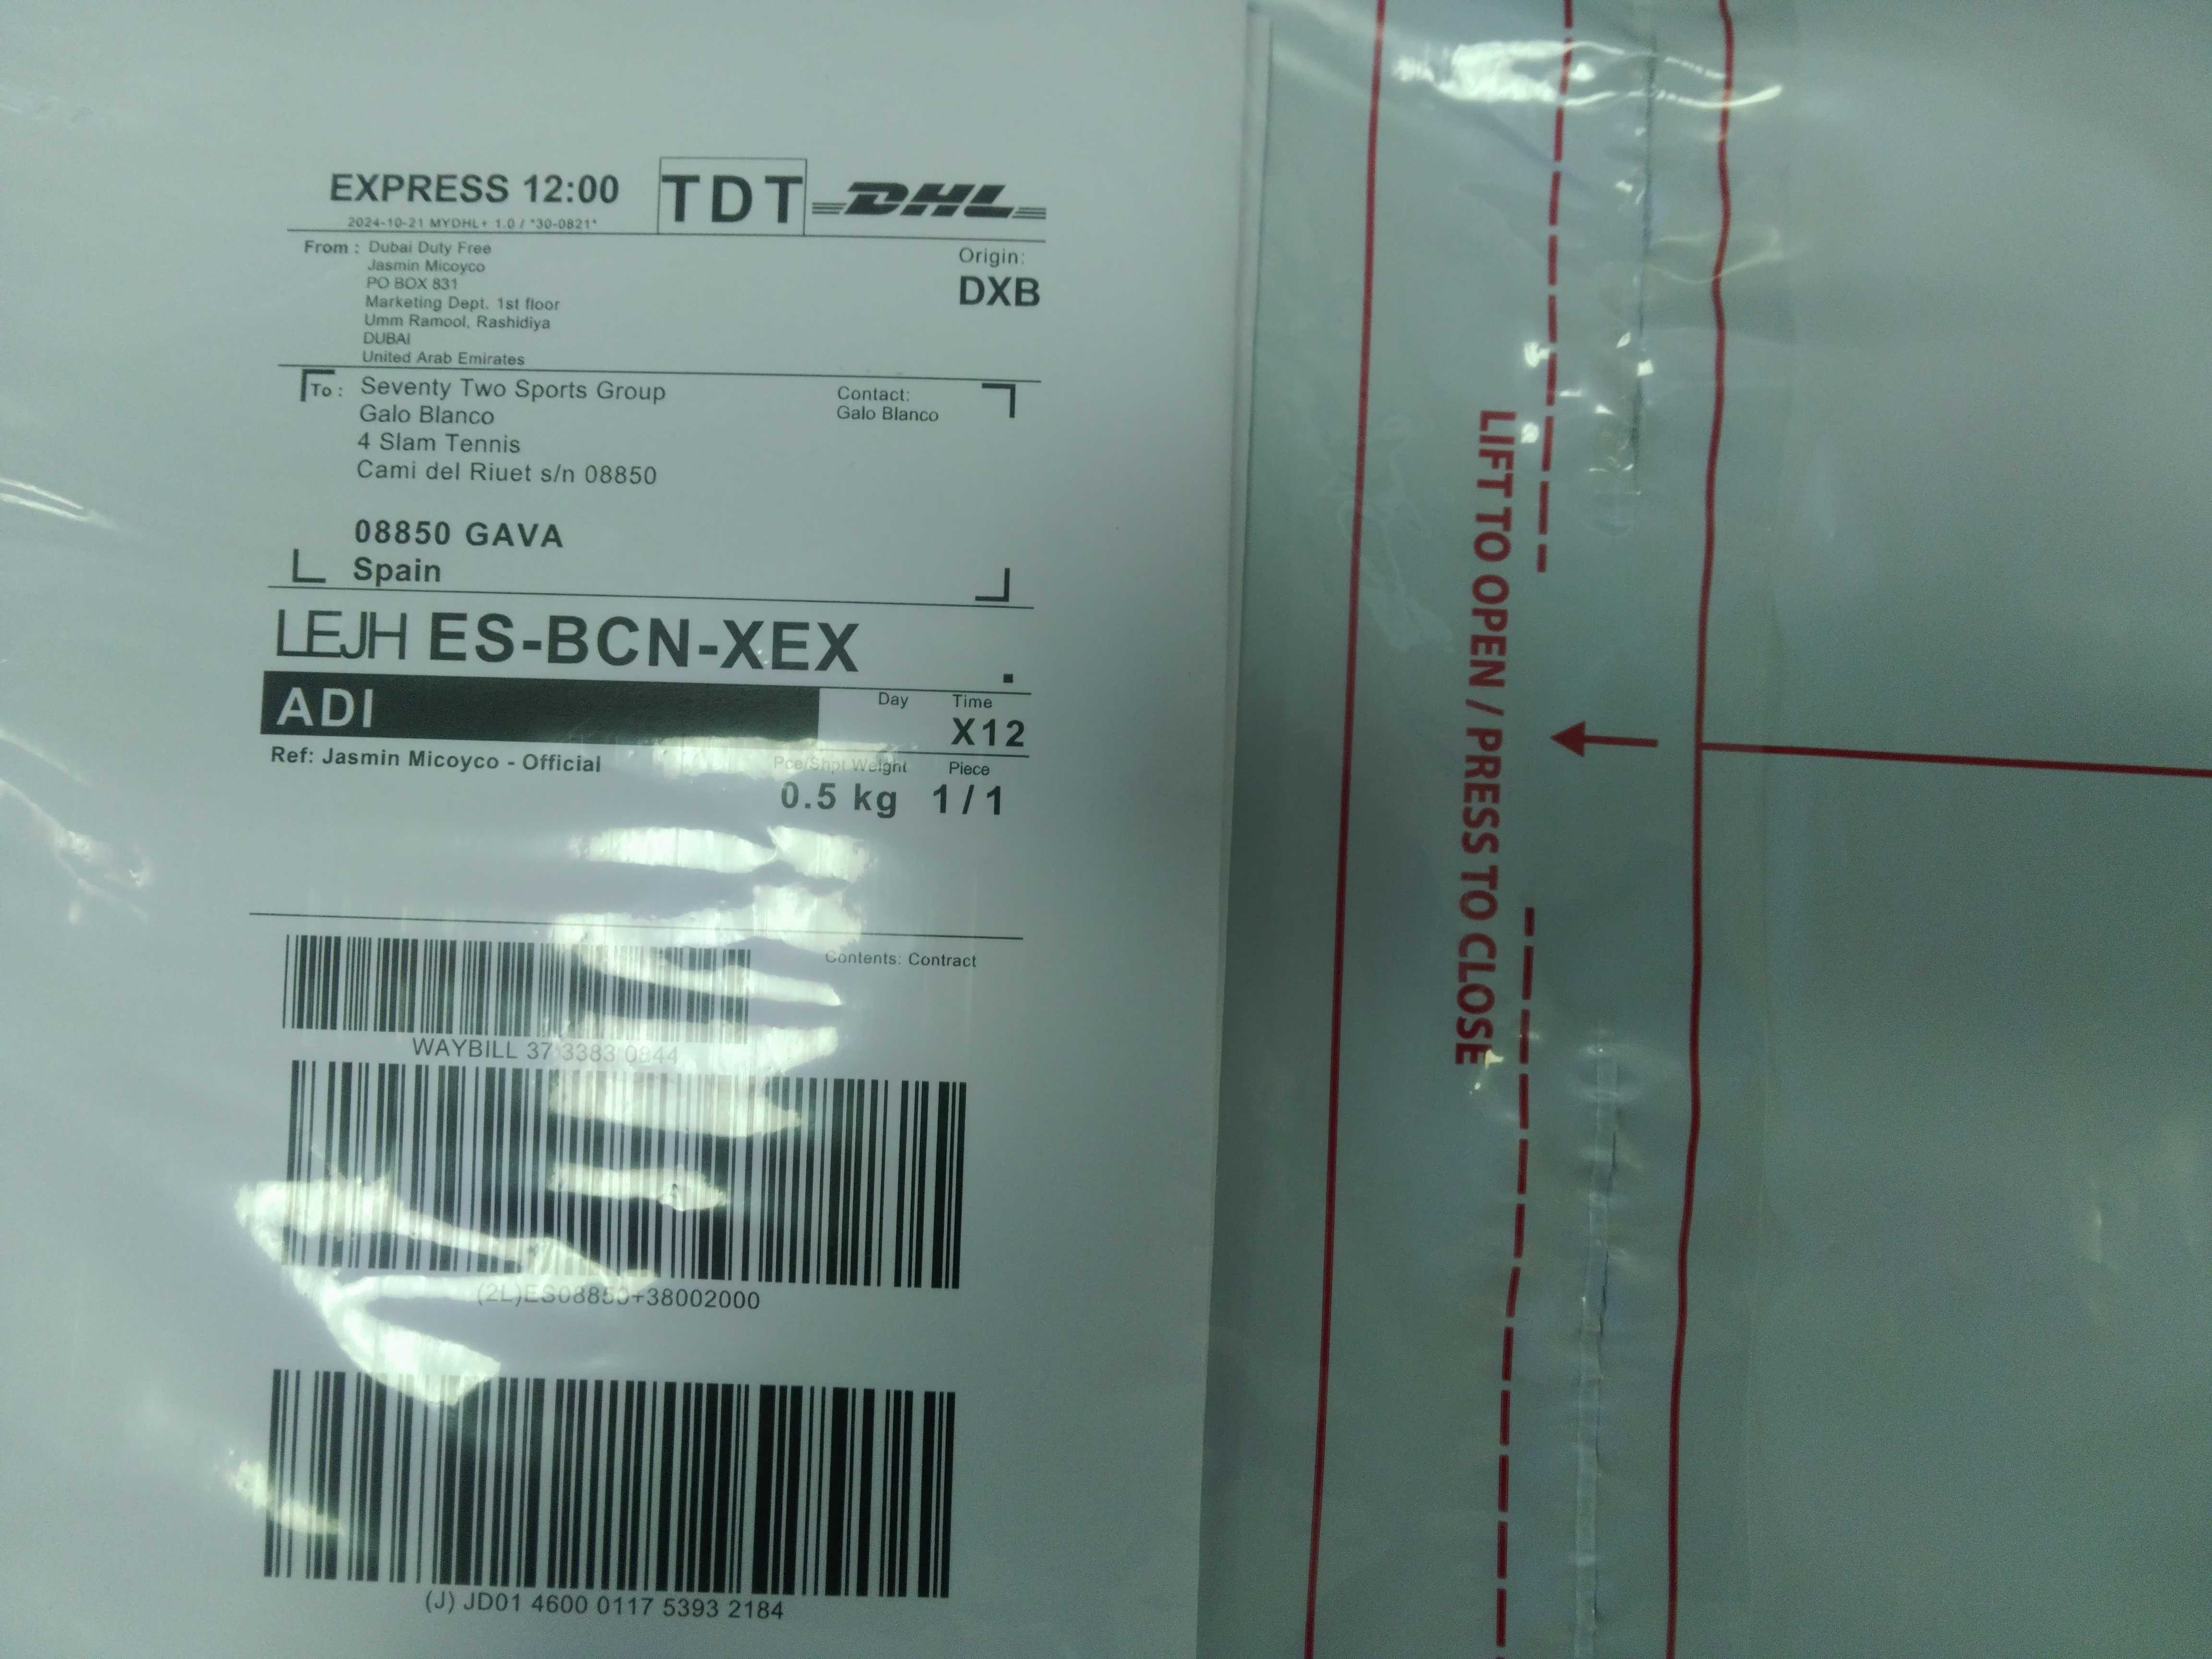 EXPRESS 12:00
TDT
DHL
2024-10-21 MYDHL+ 1.0 / *30-0821*
From : Dubai Duty Free
Jasmin Micoyco
PO BOX 831
Marketing Dept. 1st floor
Umm Ramool, Rashidiya
DUBAI
United Arab Emirates
Origin:
DXB
To : Seventy Two Sports Group
Galo Blanco
4 Slam Tennis
Cami del Riuet s/n 08850
08850 GAVA
Spain
Contact:
Galo Blanco
LEJH ES-BCN-XEX
ADI
Day Time
X12
Ref: Jasmin Micoyco - Official
Pce/Shpt Weight Piece
0.5 kg 1 / 1
Contents: Contract
WAYBILL 37 3383 0844
(2L)ES08850+38002000
(J) JD01 4600 0117 5393 2184
LIFT TO OPEN / PRESS TO CLOSE